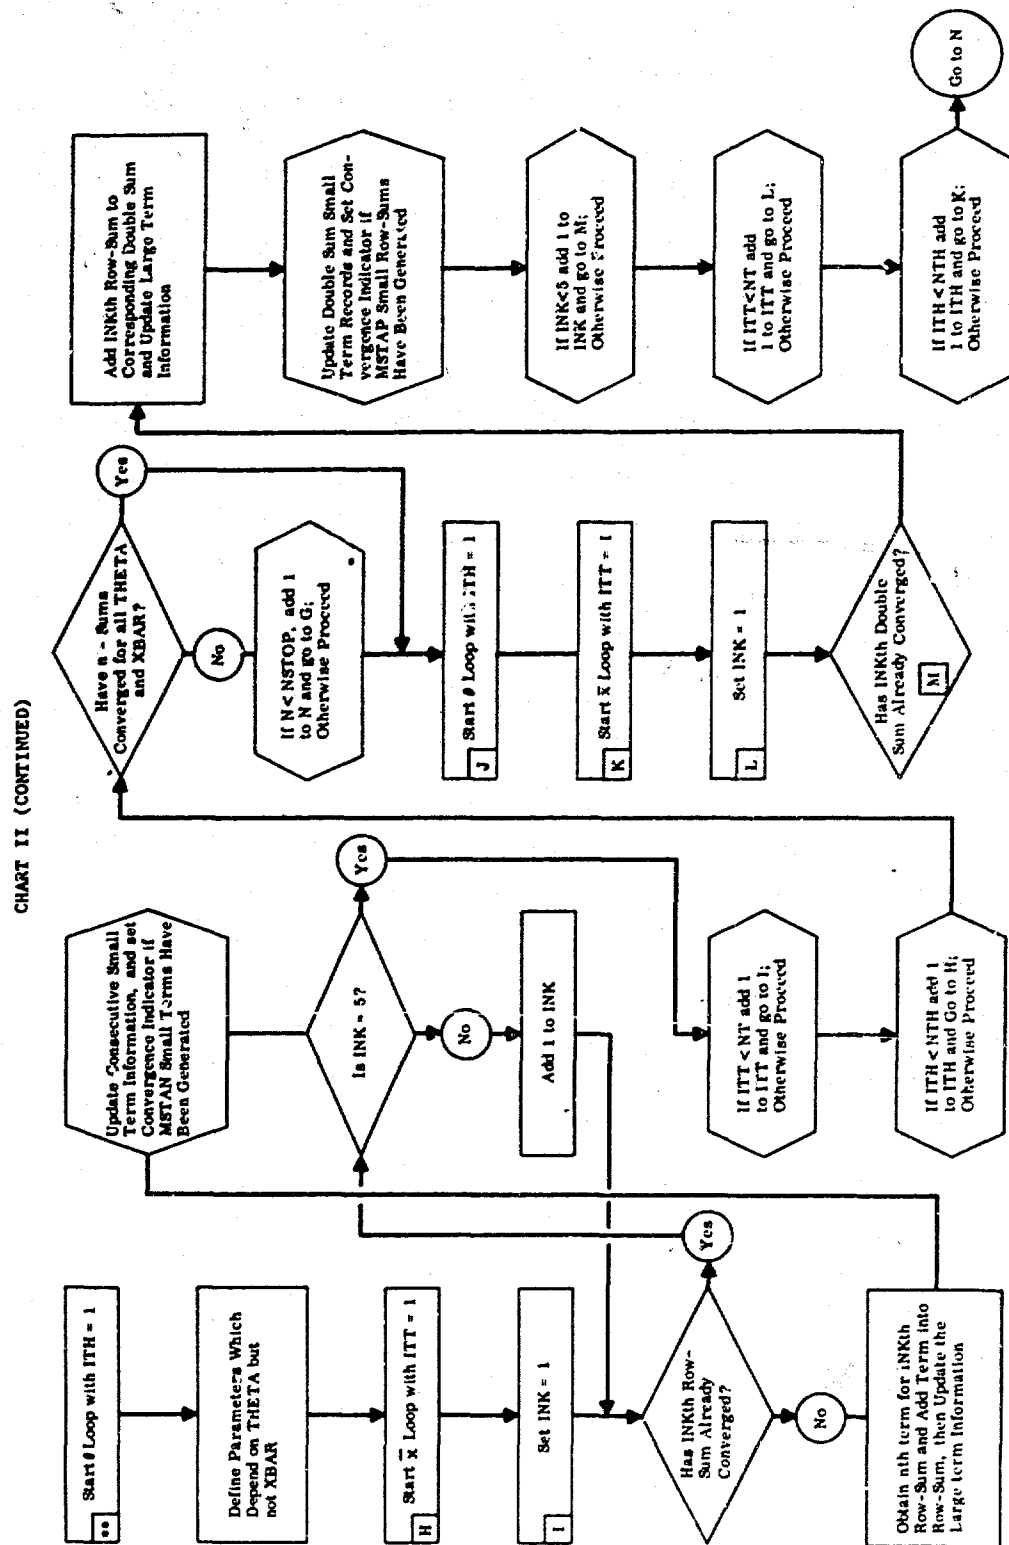 CHART II (CONTINUED)
Start θ Loop with ITH = 1
**
Define Parameters Which
Depend on THETA but
not XBAR
Start x̄ Loop with ITT = 1
H
Set INK = 1
I
Has INKth Row-
Sum Already
Converged?
Yes
No
Obtain nth term for INKth
Row-Sum and Add Term into
Row-Sum, then Update the
Large term Information
Update Consecutive Small
Term Information, and set
Convergence Indicator if
MSTAN Small Terms Have
Been Generated
Is INK = 5?
Yes
No
Add 1 to INK
If ITT < NT add 1
to ITT and go to I;
Otherwise Proceed
If ITH < NTH add 1
to ITH and Go to H;
Otherwise Proceed
Have n - Sums
Converged for all THETA
and XBAR?
Yes
No
If N < NSTOP, add 1
to N and go to G;
Otherwise Proceed
Start θ Loop with ITH = 1
J
Start x̄ Loop with ITT = 1
K
Set INK = 1
L
Has INKth Double
Sum Already Converged?
M
Add INKth Row-Sum to
Corresponding Double Sum
and Update Large Term
Information
Update Double Sum Small
Term Records and Set Con-
vergence Indicator if
MSTAP Small Row-Sums
Have Been Generated
If INK<5 add 1 to
INK and go to M;
Otherwise Proceed
If ITT<NT add
1 to ITT and go to L;
Otherwise Proceed
If ITH < NTH add
1 to ITH and go to K;
Otherwise Proceed
Go to N